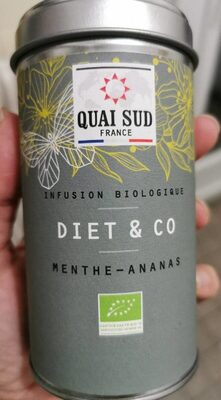 QUAI SUD
FRANCE
INFUSION BIOLOGIQUE
DIET & CO
MENTHE-ANANAS